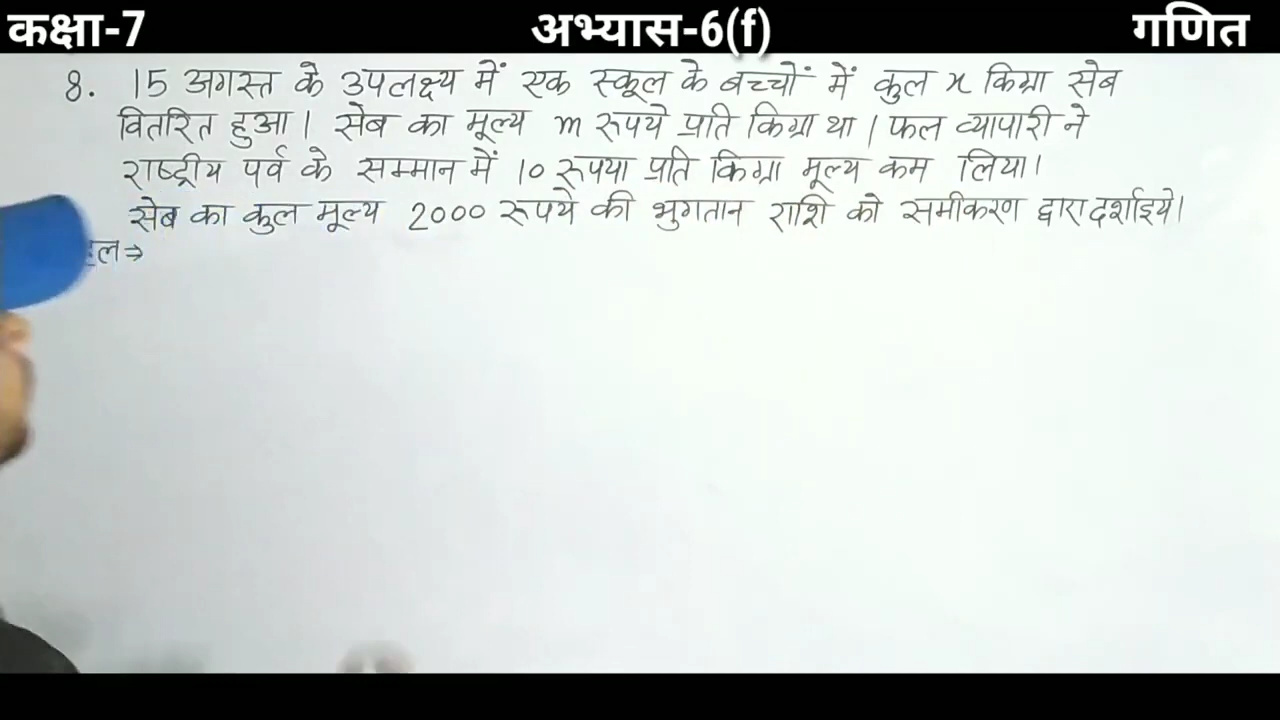 कक्षा-7 अभ्यास-6(f) गणित
8. 15 अगस्त के उपलक्ष्य में एक स्कूल के बच्चों में कुल x किग्रा सेब
वितरित हुआ। सेब का मूल्य m रूपये प्रति किग्रा था। फल व्यापारी ने
राष्ट्रीय पर्व के सम्मान में 10 रूपया प्रति किग्रा मूल्य कम लिया।
सेब का कुल मूल्य 2000 रूपये की भुगतान राशि को समीकरण द्वारा दर्शाइये।
हल⇒